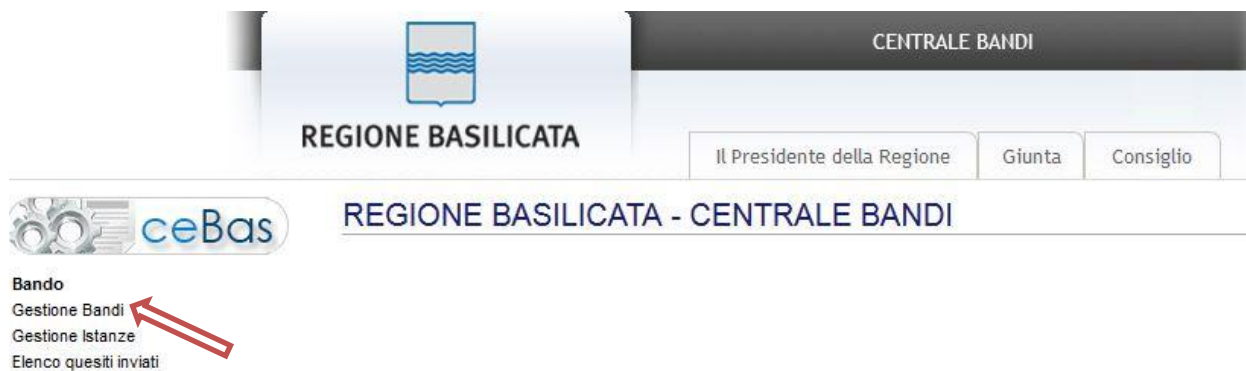 CENTRALE BANDI
REGIONE BASILICATA
Il Presidente della Regione Giunta Consiglio
ceBas
REGIONE BASILICATA - CENTRALE BANDI
Bando
Gestione Bandi
Gestione Istanze
Elenco quesiti inviati